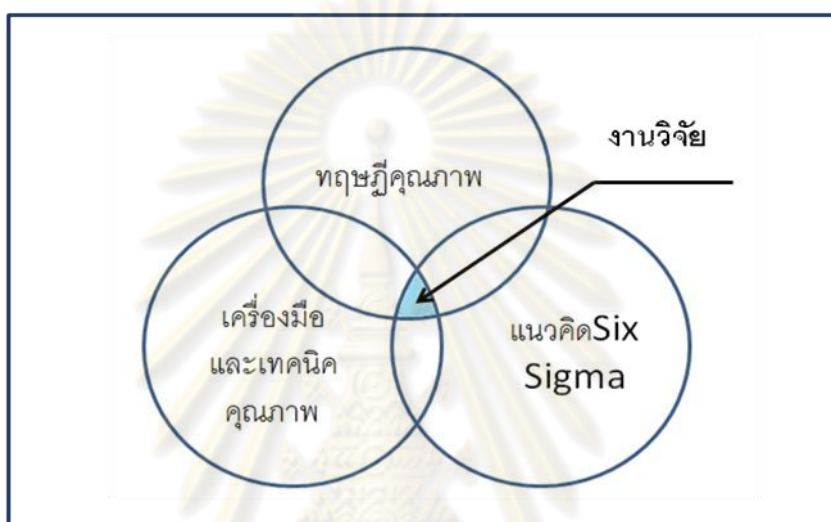 งานวิจัย
ทฤษฏีคุณภาพ
เครื่องมือ
และเทคนิค
คุณภาพ
แนวคิดSix
Sigma